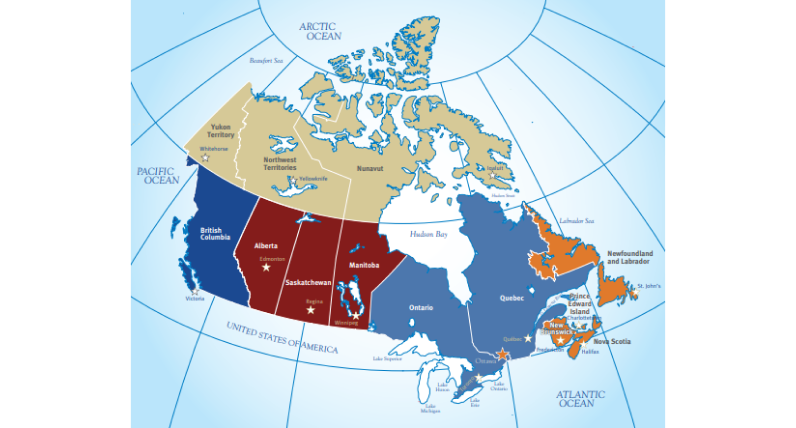 ARCTIC
OCEAN
Beaufort Sea
Yukon
Territory
Whitehorse
PACIFIC
OCEAN
Northwest
Territories
Yellowknife
Nunavut
Iqaluit
Hudson Strait
Labrador Sea
British
Columbia
Victoria
Alberta
Edmonton
Saskatchewan
Regina
Manitoba
Winnipeg
Hudson Bay
Ontario
Quebec
Québec
Newfoundland
and Labrador
St. John's
Prince
Edward
Island
Charlottetown
New
Brunswick
Fredericton
Nova Scotia
Halifax
Ottawa
UNITED STATES OF AMERICA
Lake Superior
Lake
Huron
Lake
Michigan
Lake
Ontario
Lake
Erie
ATLANTIC
OCEAN